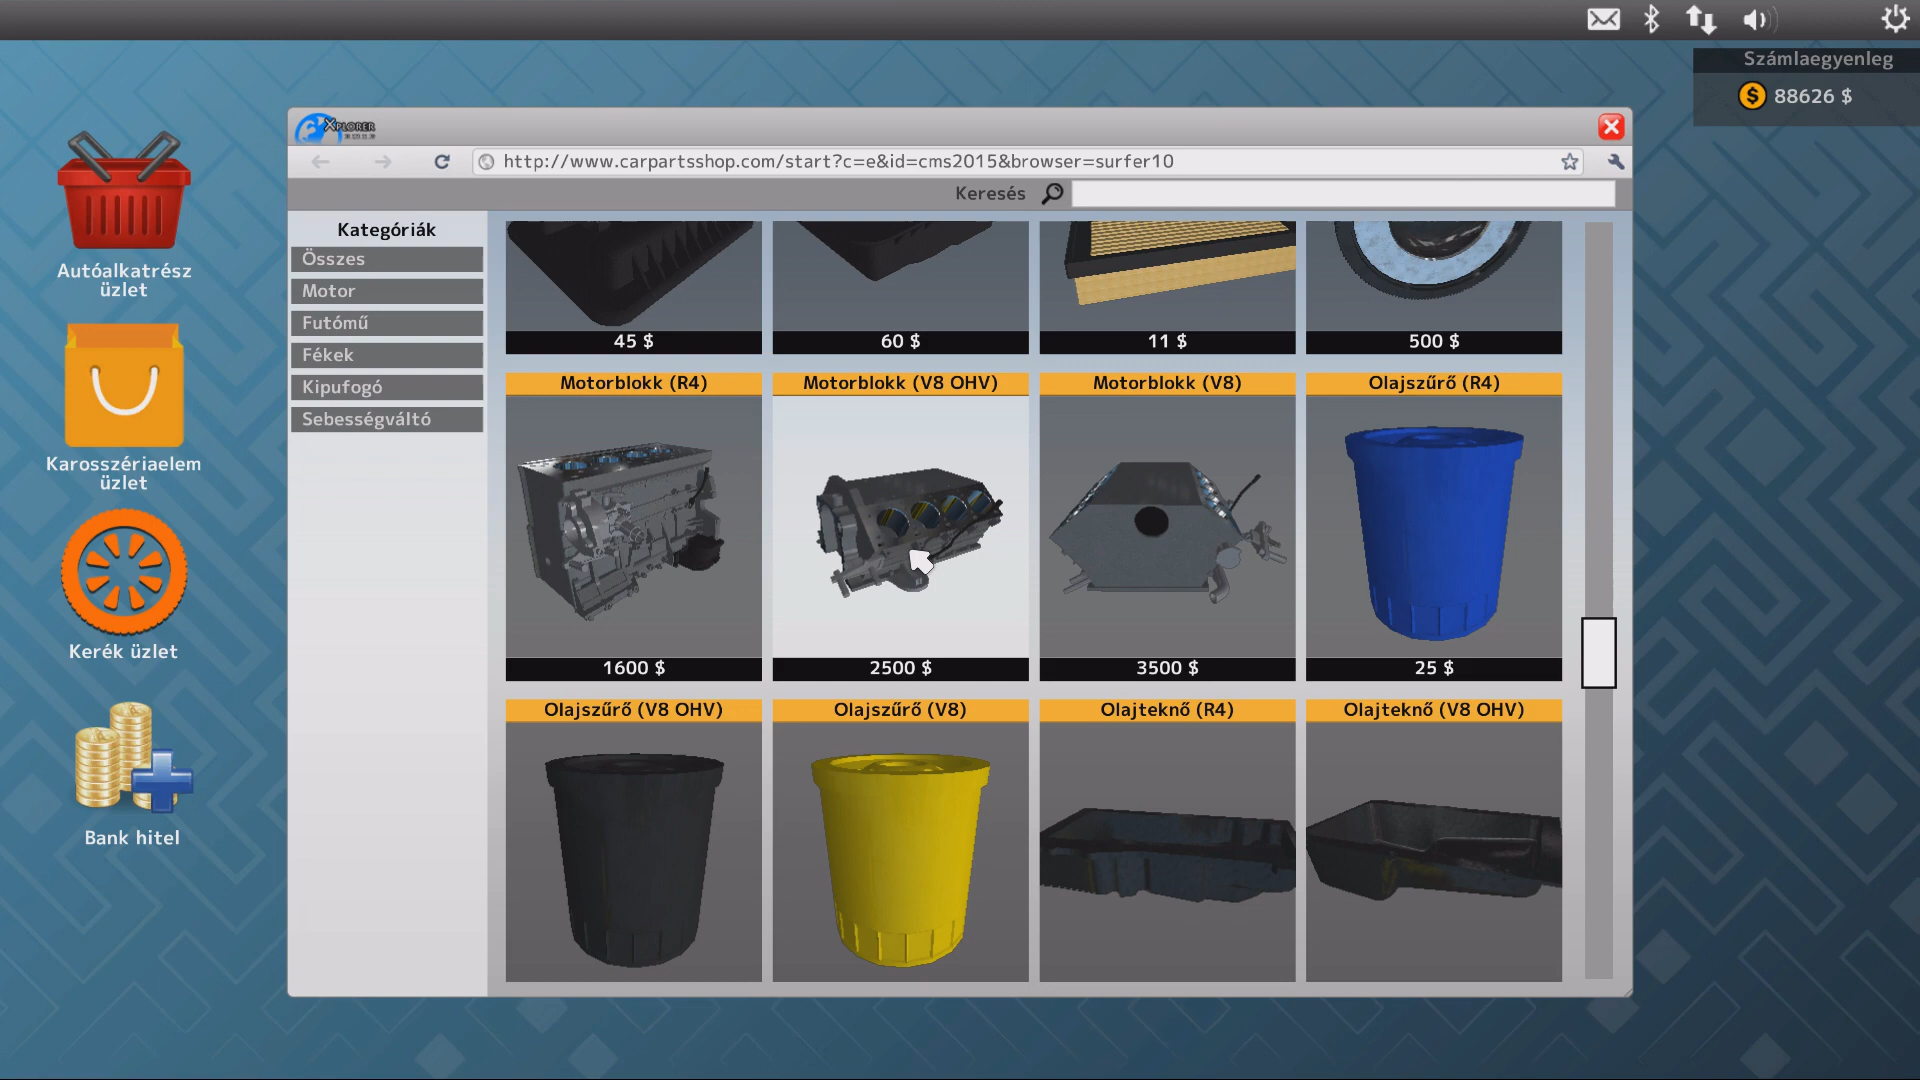 Számlaegyenleg
88626 $
XPLORER
http://www.carpartsshop.com/start?c=e&id=cms2015&browser=surfer10
Keresés
Autóalkatrész
üzlet
Karosszériaelem
üzlet
Kerék üzlet
Bank hitel
Kategóriák
Összes
Motor
Futómű
Fékek
Kipufogó
Sebességváltó
45 $
60 $
11 $
500 $
Motorblokk (R4)
Motorblokk (V8 OHV)
Motorblokk (V8)
Olajszűrő (R4)
1600 $
2500 $
3500 $
25 $
Olajszűrő (V8 OHV)
Olajszűrő (V8)
Olajteknő (R4)
Olajteknő (V8 OHV)